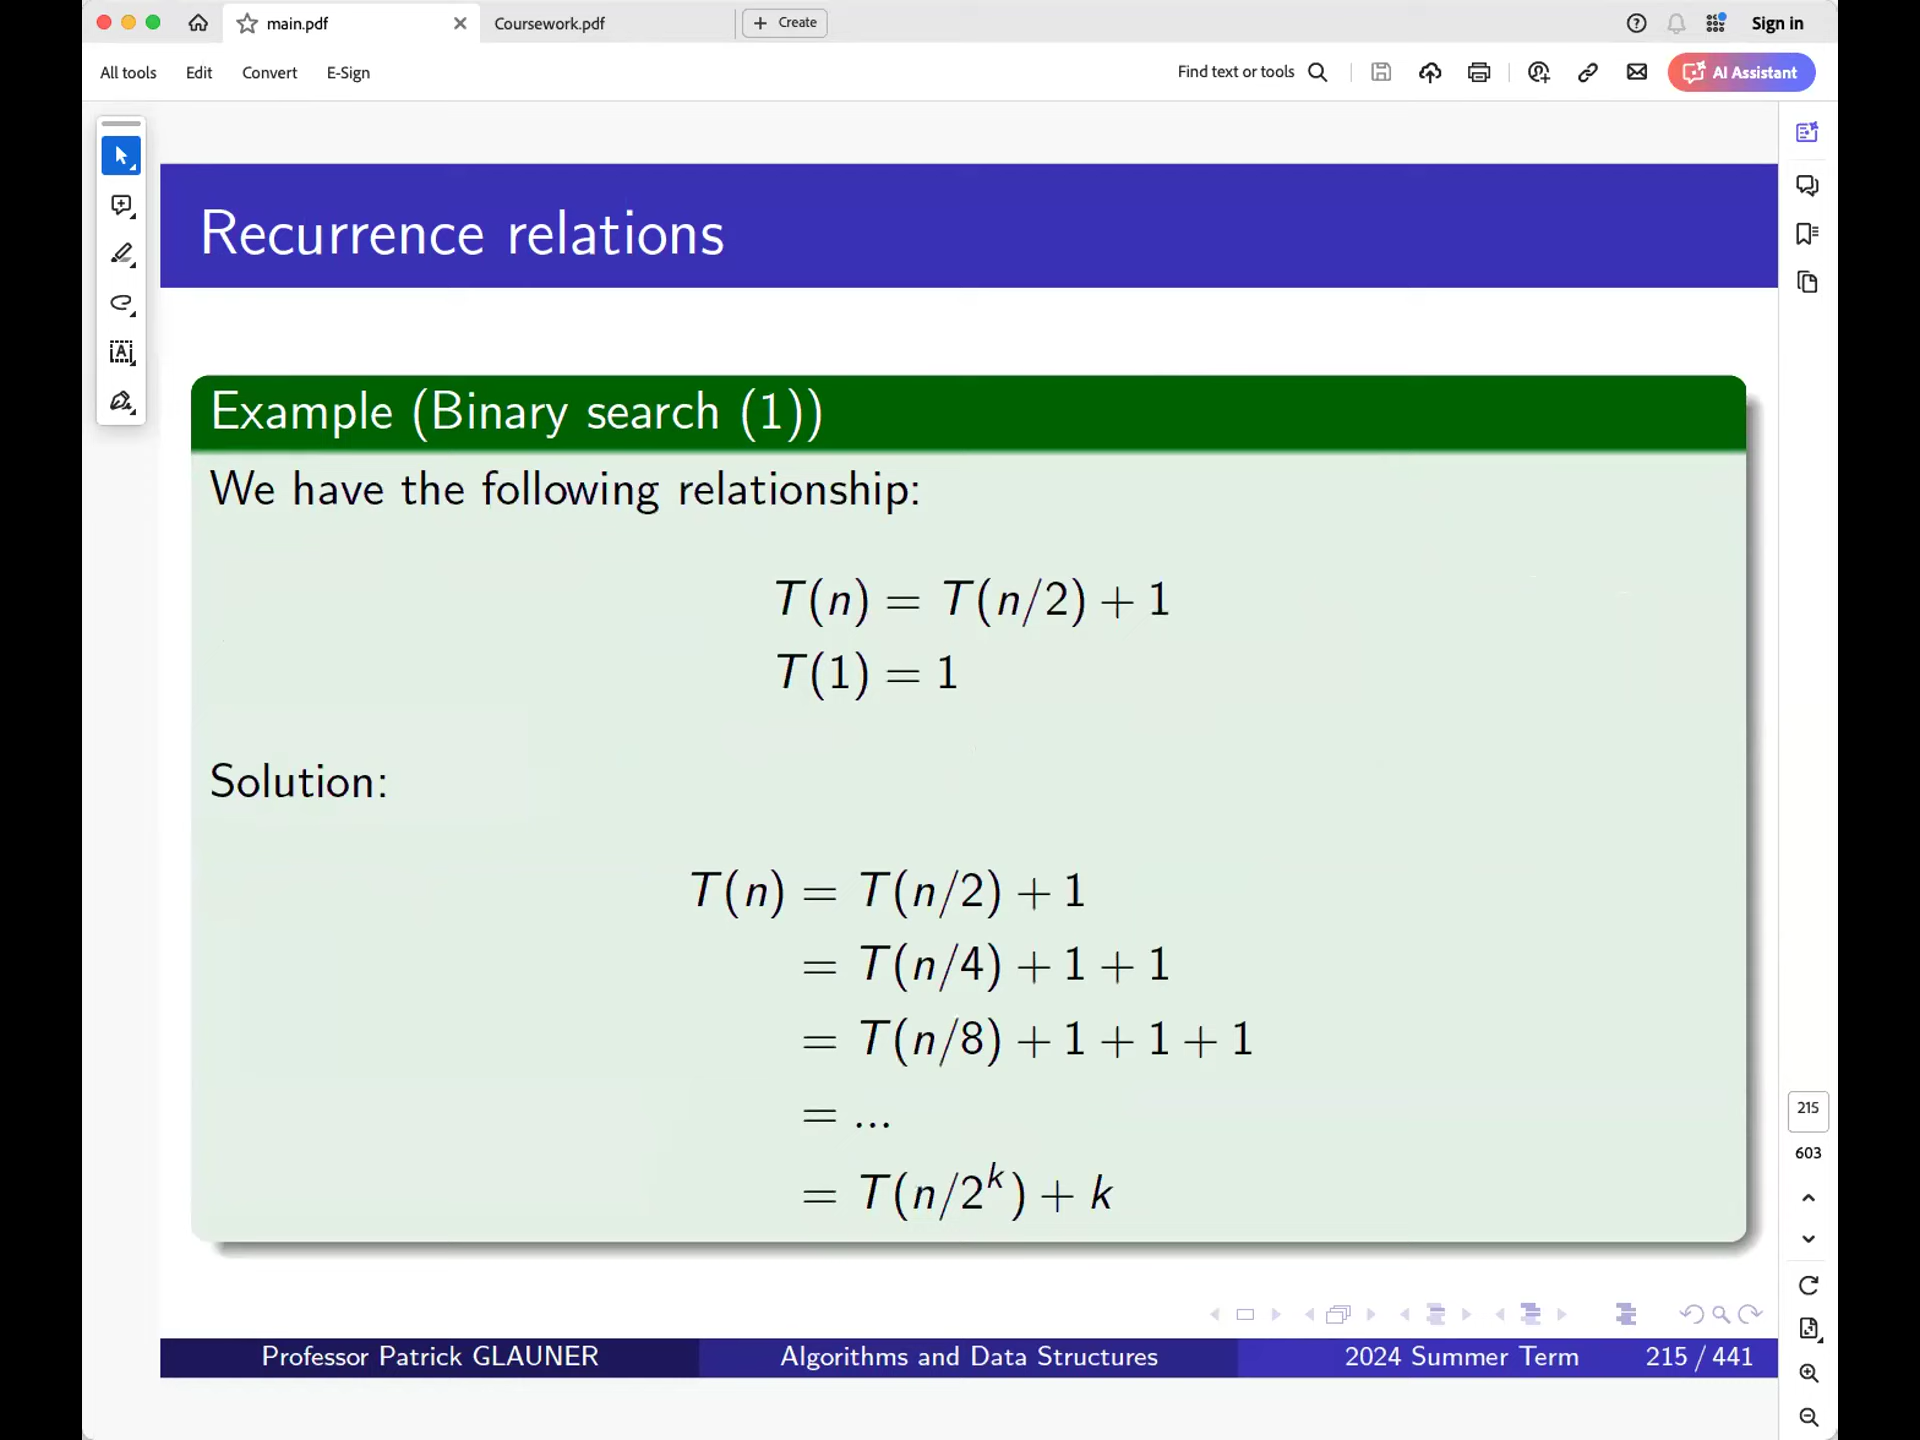 main.pdf
Coursework.pdf
Create
Sign in
All tools
Edit
Convert
E-Sign
Find text or tools
AI Assistant
Recurrence relations
Example (Binary search (1))
We have the following relationship:
T(n) = T(n/2) + 1
T(1) = 1
Solution:
T(n) = T(n/2) + 1
= T(n/4) + 1 + 1
= T(n/8) + 1 + 1 + 1
= ...
= T(n/2^k) + k
215
603
Professor Patrick GLAUNER
Algorithms and Data Structures
2024 Summer Term
215 / 441